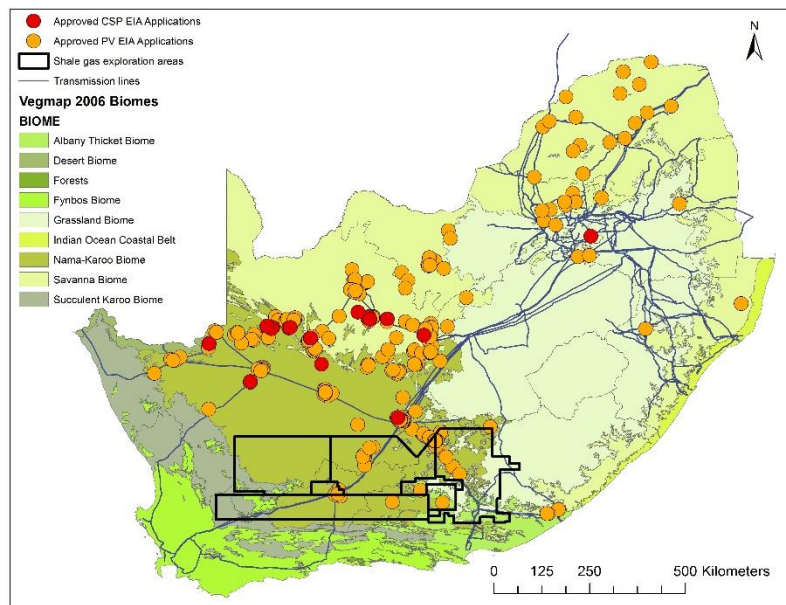 Approved CSP EIA Applications
Approved PV EIA Applications
Shale gas exploration areas
Transmission lines
Vegmap 2006 Biomes
BIOME
Albany Thicket Biome
Desert Biome
Forests
Fynbos Biome
Grassland Biome
Indian Ocean Coastal Belt
Nama-Karoo Biome
Savanna Biome
Succulent Karoo Biome
N
0 125 250 500 Kilometers